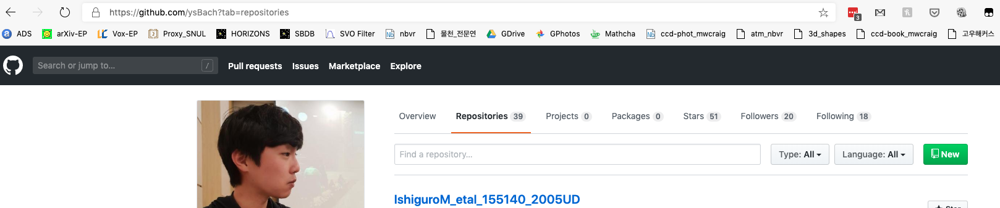 https://github.com/ysBach?tab=repositories
3
ADS arXiv-EP Vox-EP Proxy_SNUL HORIZONS SBDB SVO Filter nbvr 물천_전문연 GDrive GPhotos Mathcha ccd-phot_mwcraig atm_nbvr 3d_shapes ccd-book_mwcraig 고우해커스
Search or jump to... / Pull requests Issues Marketplace Explore
Overview Repositories 39 Projects 0 Packages 0 Stars 51 Followers 20 Following 18
Find a repository... Type: All Language: All New
IshiguroM_etal_155140_2005UD
Star